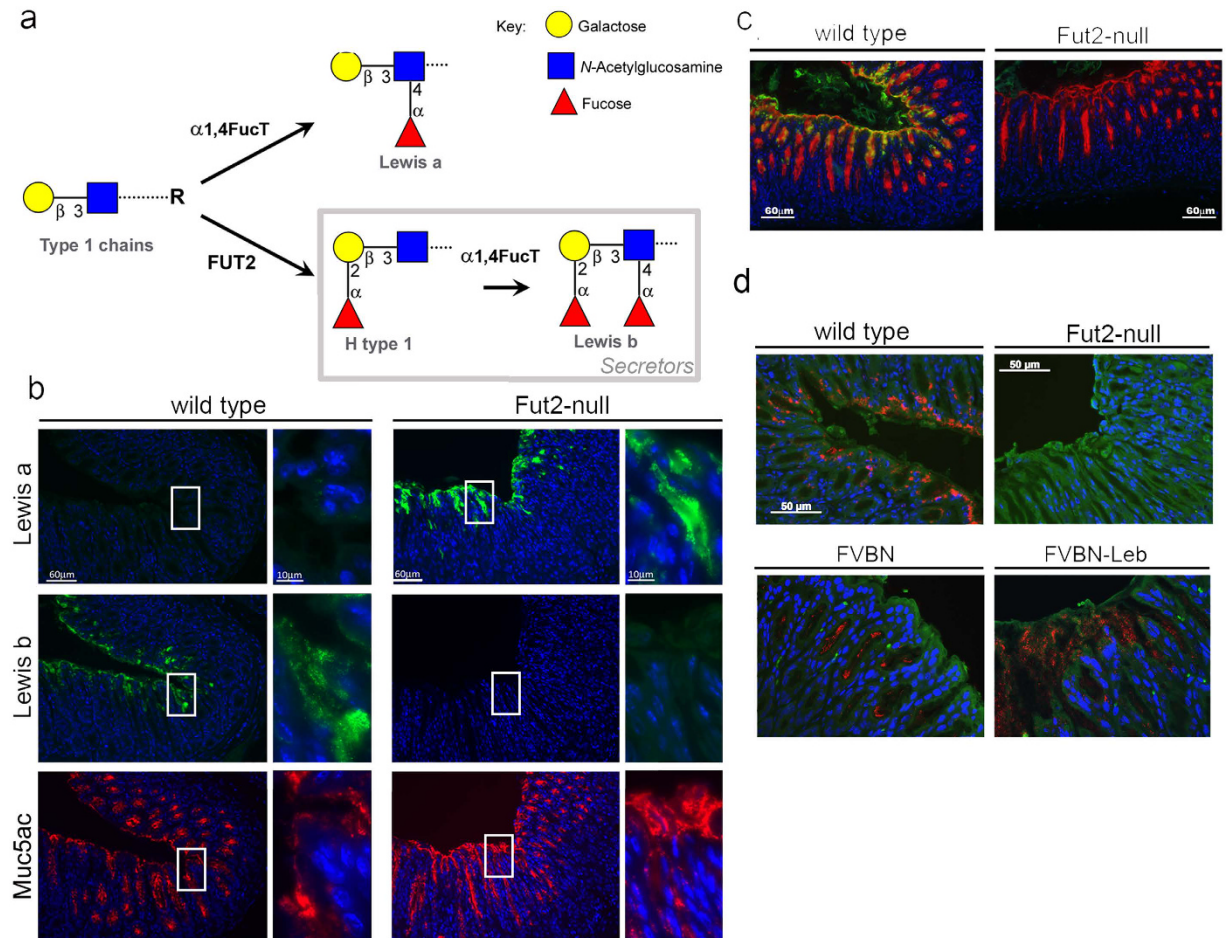 a
Key:
Galactose
N-Acetylglucosamine
Fucose
β 3
4
α
Lewis a
α1,4FucT
β 3
R
Type 1 chains
FUT2
β 3
2
α
H type 1
α1,4FucT
β 3
2
4
α
α
Lewis b
Secretors
b
wild type
Fut2-null
Lewis a
60μm
10μm
60μm
10μm
Lewis b
Muc5ac
c
wild type
Fut2-null
60μm
60μm
d
wild type
Fut2-null
50 μm
50 μm
FVBN
FVBN-Leb